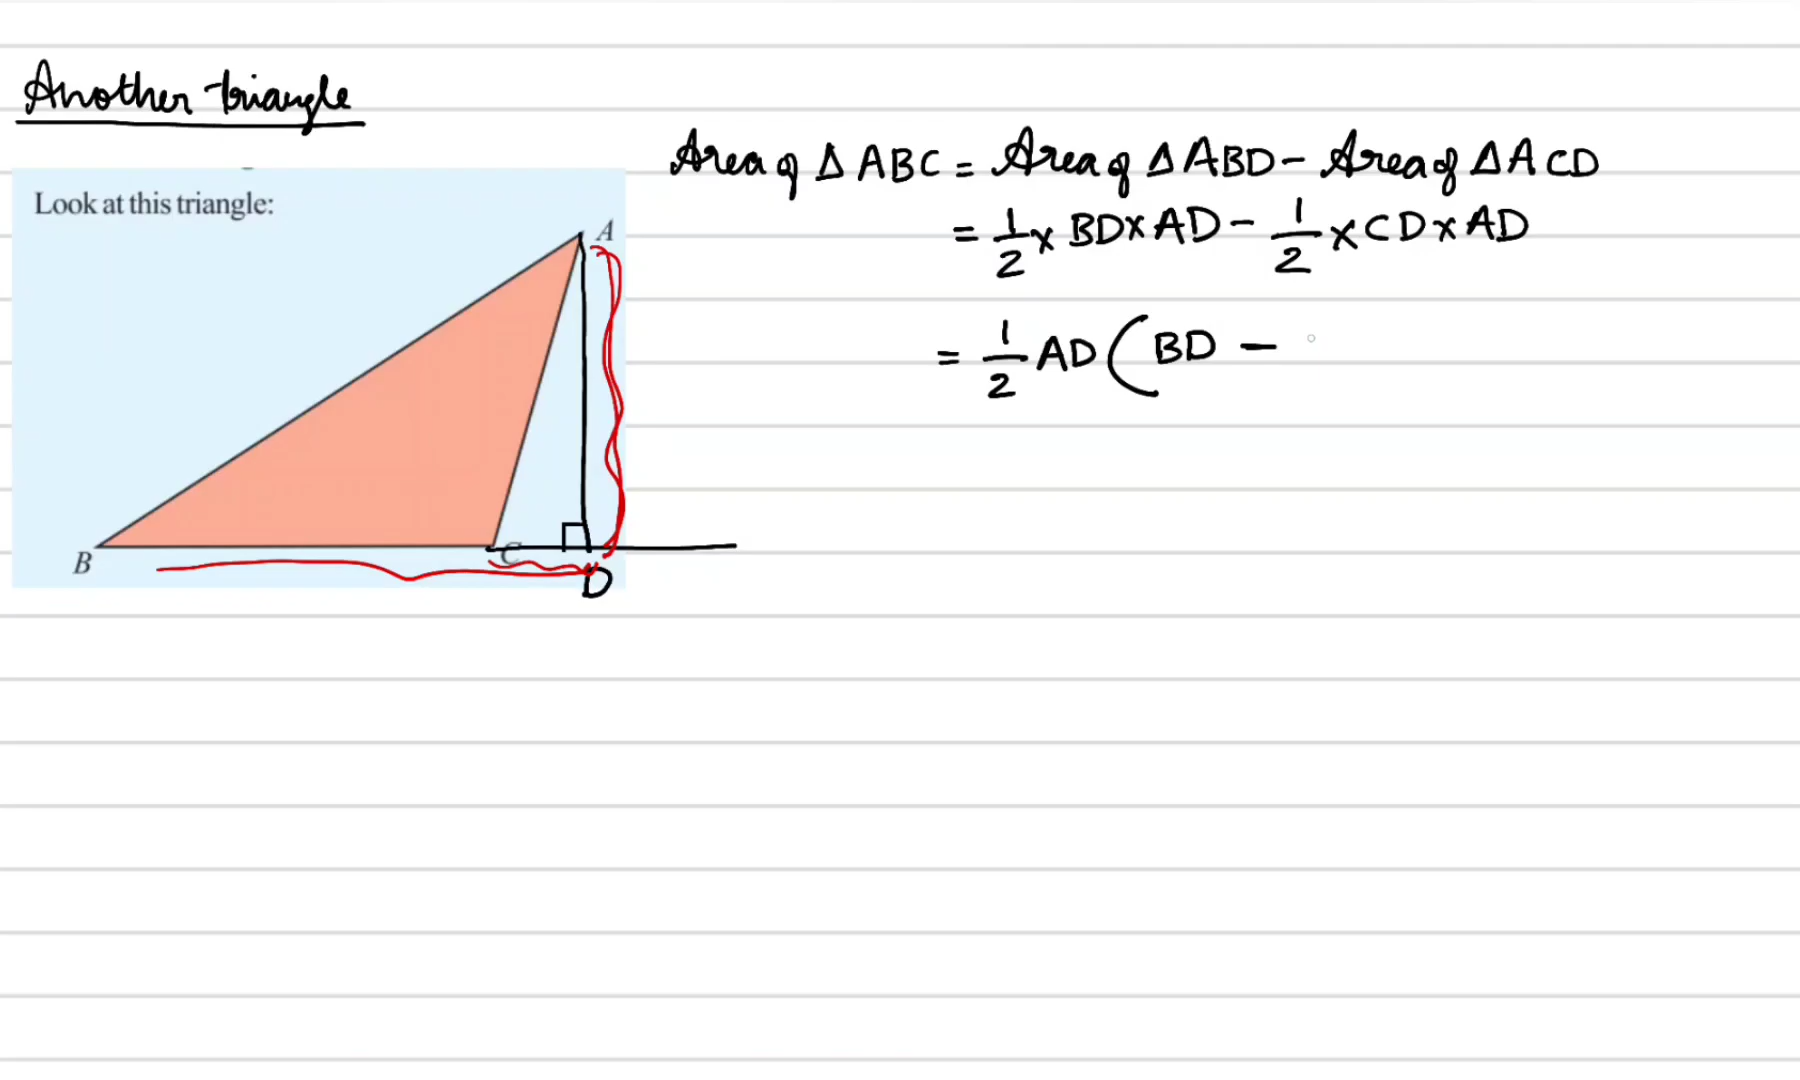 Another triangle
Look at this triangle:
A
B
C
D
Area of Δ ABC = Area of Δ ABD - Area of Δ ACD
= 1/2 × BD × AD - 1/2 × CD × AD
= 1/2 AD ( BD -